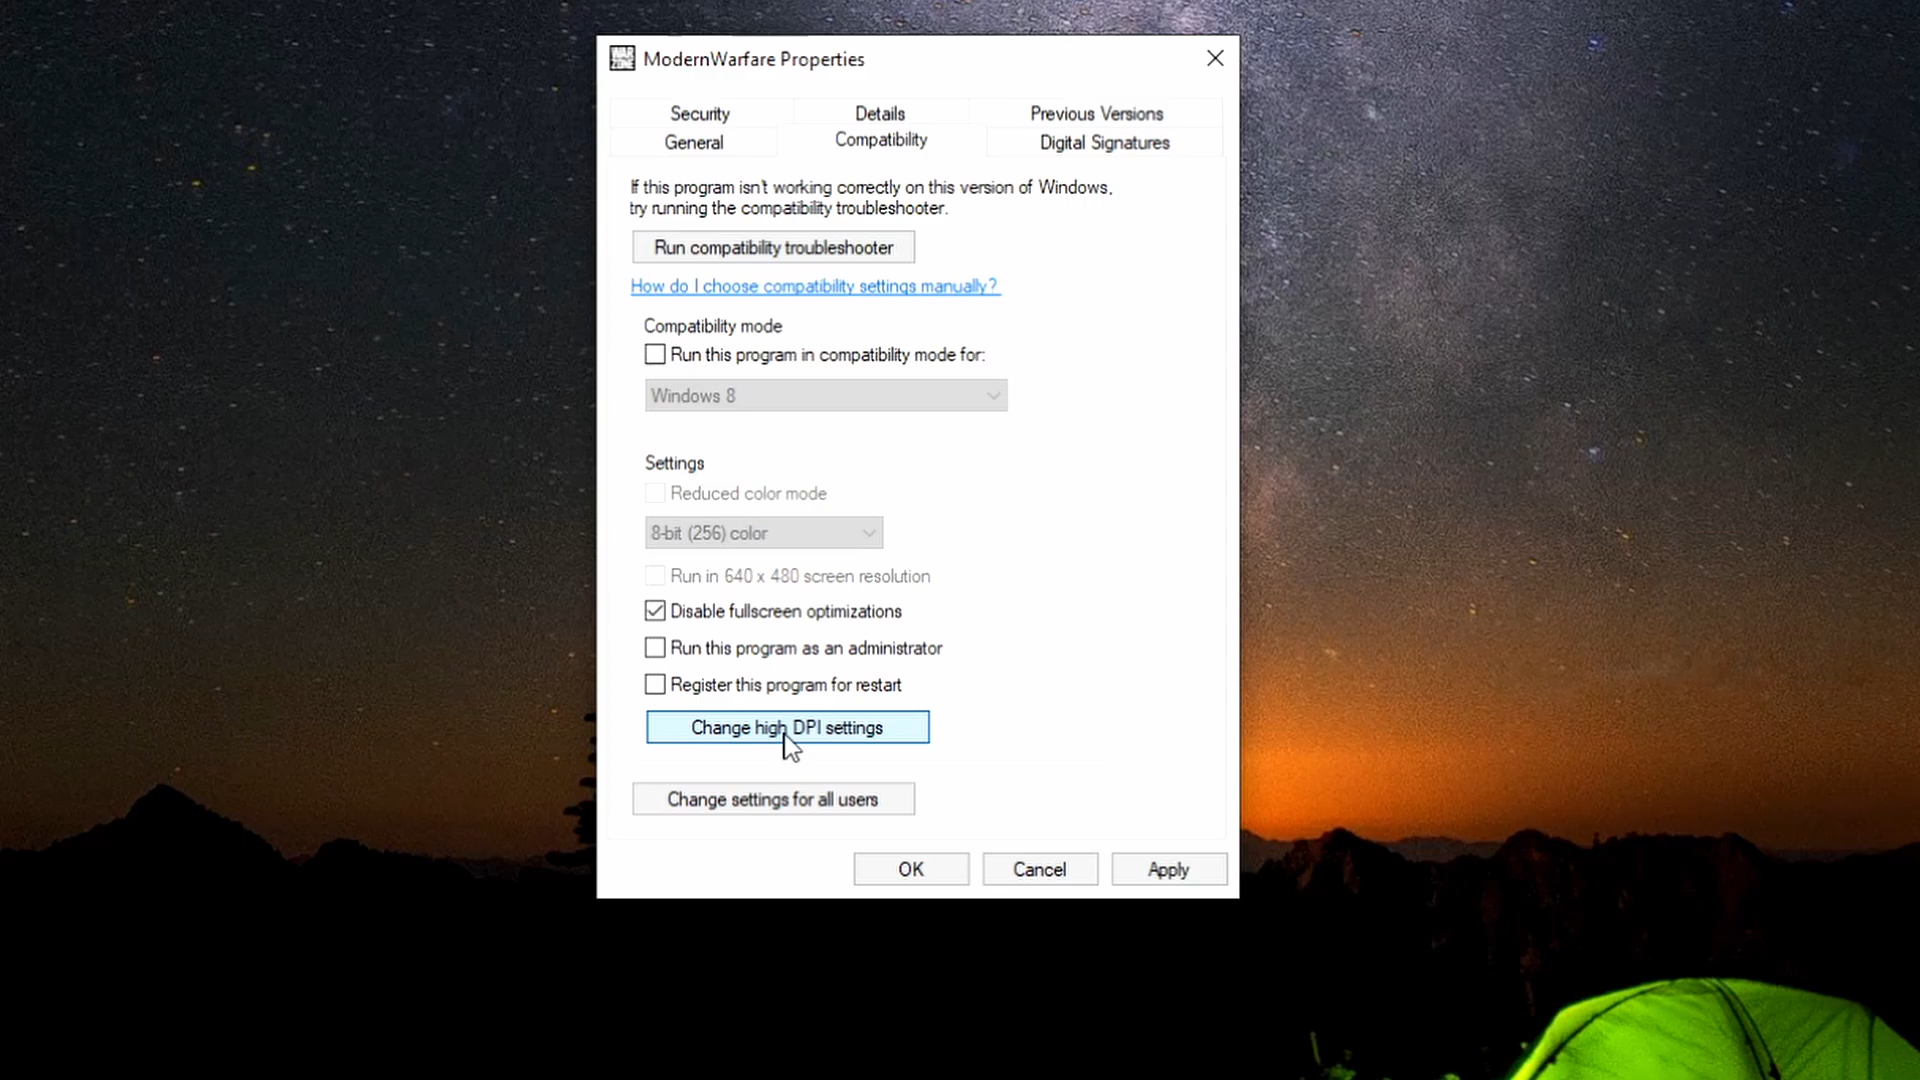 WAR
ZONE
ModernWarfare Properties
Security
Details
Previous Versions
General
Compatibility
Digital Signatures
If this program isn't working correctly on this version of Windows,
try running the compatibility troubleshooter.
Run compatibility troubleshooter
How do I choose compatibility settings manually?
Compatibility mode
Run this program in compatibility mode for:
Windows 8
Settings
Reduced color mode
8-bit (256) color
Run in 640 x 480 screen resolution
Disable fullscreen optimizations
Run this program as an administrator
Register this program for restart
Change high DPI settings
Change settings for all users
OK
Cancel
Apply